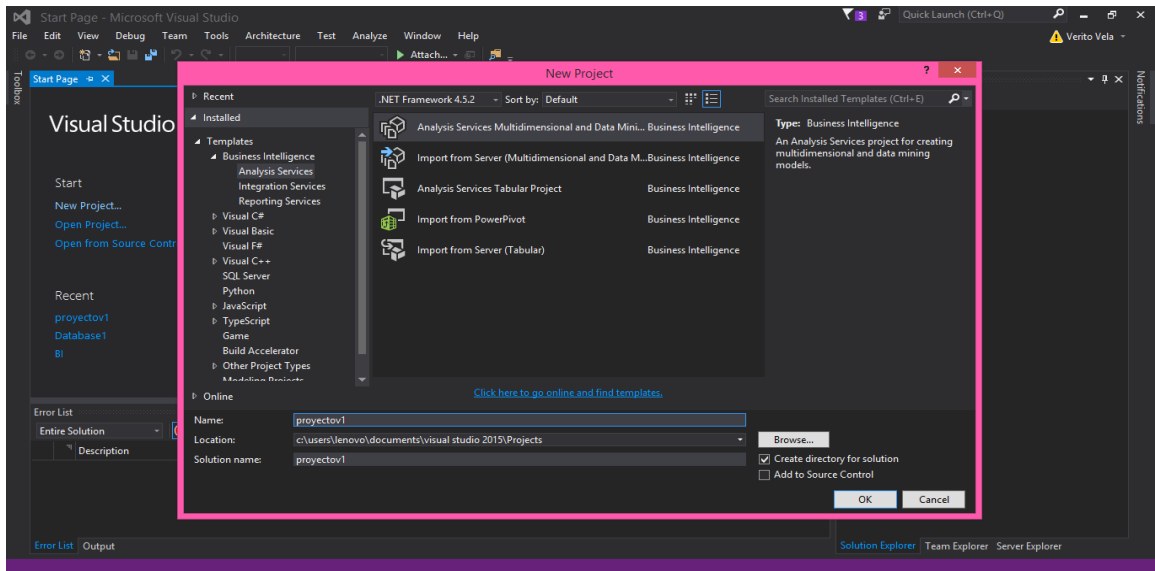 Start Page - Microsoft Visual Studio
3
Quick Launch (Ctrl+Q)
File Edit View Debug Team Tools Architecture Test Analyze Window Help
Verito Vela
Attach...
Toolbox
Start Page
Notifications
Visual Studio
Start
New Project...
Open Project...
Open from Source Contr
Recent
proyectov1
Database1
BI
New Project
?
Recent
Installed
Templates
Business Intelligence
Analysis Services
Integration Services
Reporting Services
Visual C#
Visual Basic
Visual F#
Visual C++
SQL Server
Python
JavaScript
TypeScript
Game
Build Accelerator
Other Project Types
Modeling Projects
Online
.NET Framework 4.5.2 Sort by: Default
Search Installed Templates (Ctrl+E)
Analysis Services Multidimensional and Data Mini... Business Intelligence
Import from Server (Multidimensional and Data M...Business Intelligence
Analysis Services Tabular Project Business Intelligence
Import from PowerPivot Business Intelligence
Import from Server (Tabular) Business Intelligence
Click here to go online and find templates.
Type: Business Intelligence
An Analysis Services project for creating
multidimensional and data mining
models.
Name: proyectov1
Location: c:\users\lenovo\documents\visual studio 2015\Projects
Browse...
Solution name: proyectov1
Create directory for solution
Add to Source Control
OK Cancel
Error List
Entire Solution
Description
Error List Output
Solution Explorer Team Explorer Server Explorer